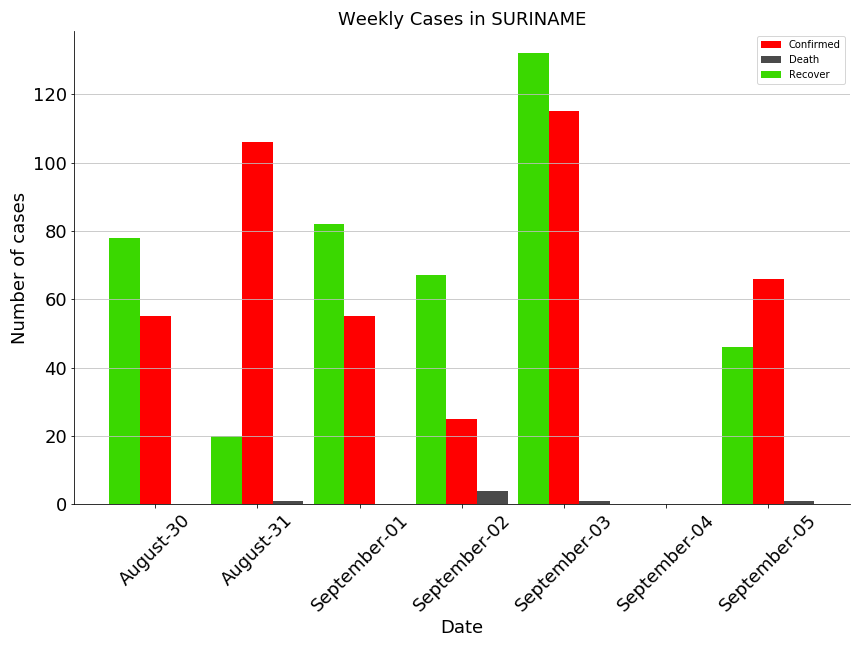 Weekly Cases in SURINAME
Confirmed
Death
Recover
Number of cases
120
100
80
60
40
20
0
August-30
August-31
September-01
September-02
September-03
September-04
September-05
Date